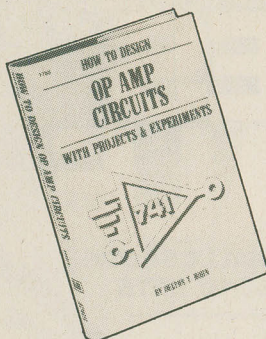 HOW TO DESIGN
OP AMP
CIRCUITS
WITH PROJECTS & EXPERIMENTS
741
HOW TO DESIGN OP AMP CIRCUITS